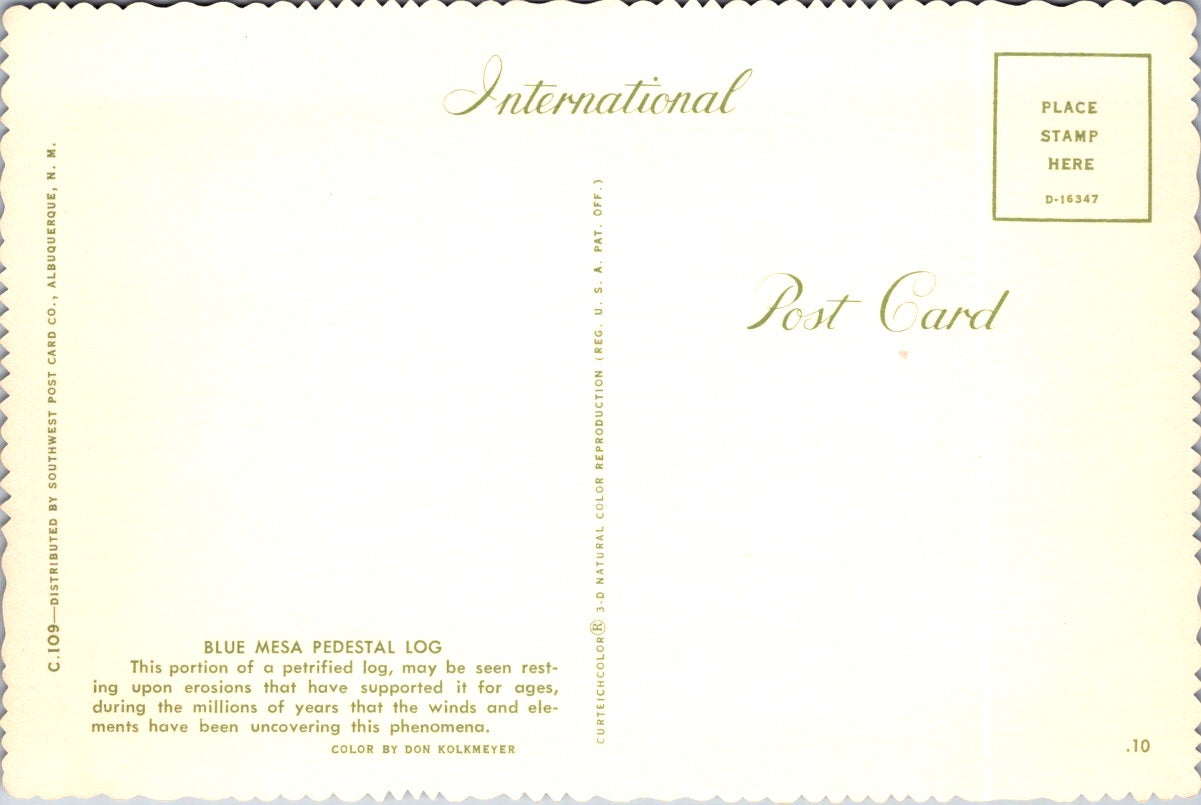 International
PLACE
STAMP
HERE
D-16347
Post Card
C.109—DISTRIBUTED BY SOUTHWEST POST CARD CO., ALBUQUERQUE, N. M.
CURTEICHCOLOR® 3-D NATURAL COLOR REPRODUCTION (REG. U. S. A. PAT. OFF.)
BLUE MESA PEDESTAL LOG
This portion of a petrified log, may be seen rest-
ing upon erosions that have supported it for ages,
during the millions of years that the winds and ele-
ments have been uncovering this phenomena.
COLOR BY DON KOLKMEYER
.10